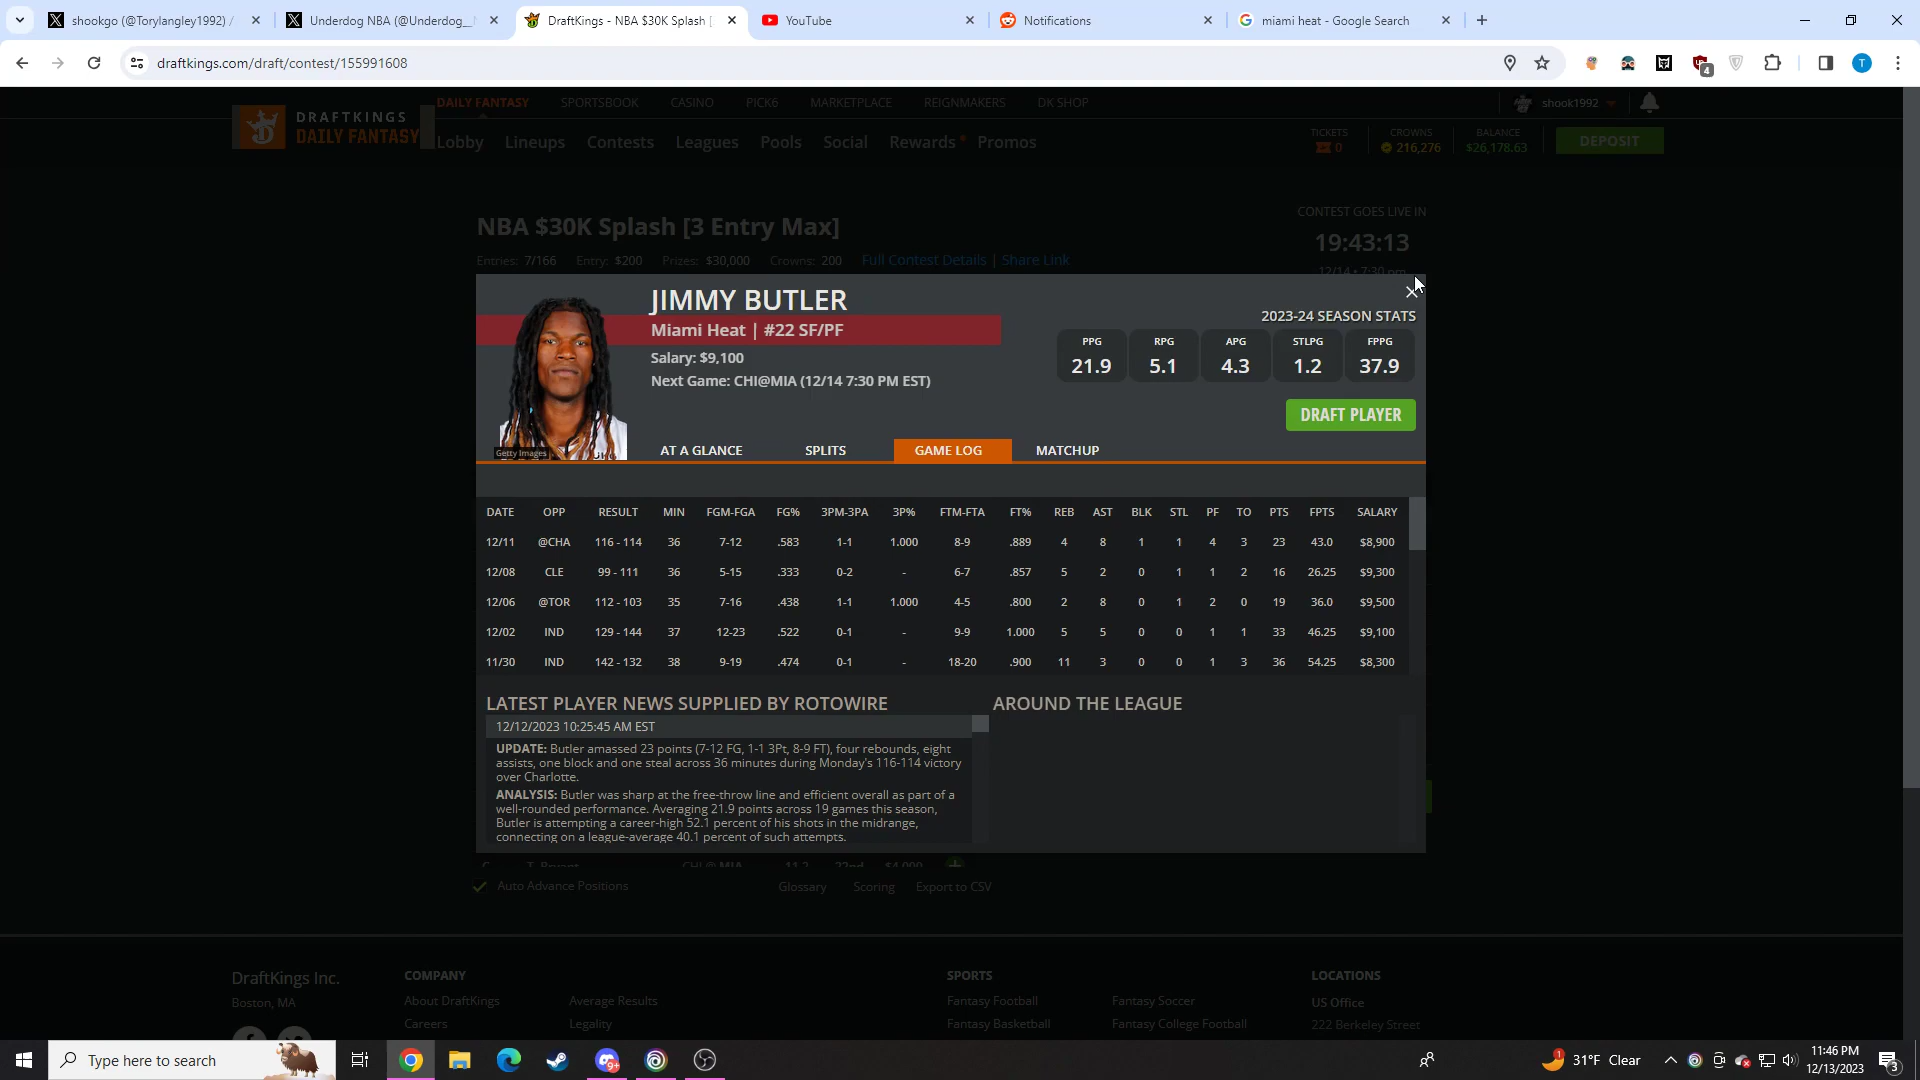 shookgo (@Torylangley1992) /
Underdog NBA (@Underdog__
DraftKings - NBA $30K Splash [
YouTube
Notifications
miami heat - Google Search
draftkings.com/draft/contest/155991608
4
T
DRAFTKINGS
DAILY FANTASY
DAILY FANTASY
SPORTSBOOK
CASINO
PICK6
MARKETPLACE
REIGNMAKERS
DK SHOP
shook1992
Lobby
Lineups
Contests
Leagues
Pools
Social
Rewards
Promos
TICKETS
0
CROWNS
216,276
BALANCE
$26,178.63
DEPOSIT
NBA $30K Splash [3 Entry Max]
CONTEST GOES LIVE IN
19:43:13
12/14 • 7:30 pm
Entries: 7/166 Entry: $200 Prizes: $30,000 Crowns: 200 Full Contest Details | Share Link
JIMMY BUTLER
Miami Heat | #22 SF/PF
Salary: $9,100
Next Game: CHI@MIA (12/14 7:30 PM EST)
Getty Images
2023-24 SEASON STATS
PPG RPG APG STLPG FPPG
21.9 5.1 4.3 1.2 37.9
DRAFT PLAYER
AT A GLANCE SPLITS GAME LOG MATCHUP
DATE OPP RESULT MIN FGM-FGA FG% 3PM-3PA 3P% FTM-FTA FT% REB AST BLK STL PF TO PTS FPTS SALARY
12/11 @CHA 116 - 114 36 7-12 .583 1-1 1.000 8-9 .889 4 8 1 1 4 3 23 43.0 $8,900
12/08 CLE 99 - 111 36 5-15 .333 0-2 - 6-7 .857 5 2 0 1 1 2 16 26.25 $9,300
12/06 @TOR 112 - 103 35 7-16 .438 1-1 1.000 4-5 .800 2 8 0 1 2 0 19 36.0 $9,500
12/02 IND 129 - 144 37 12-23 .522 0-1 - 9-9 1.000 5 5 0 0 1 1 33 46.25 $9,100
11/30 IND 142 - 132 38 9-19 .474 0-1 - 18-20 .900 11 3 0 0 1 3 36 54.25 $8,300
LATEST PLAYER NEWS SUPPLIED BY ROTOWIRE
AROUND THE LEAGUE
12/12/2023 10:25:45 AM EST
UPDATE: Butler amassed 23 points (7-12 FG, 1-1 3Pt, 8-9 FT), four rebounds, eight
assists, one block and one steal across 36 minutes during Monday's 116-114 victory
over Charlotte.
ANALYSIS: Butler was sharp at the free-throw line and efficient overall as part of a
well-rounded performance. Averaging 21.9 points across 19 games this season,
Butler is attempting a career-high 52.1 percent of his shots in the midrange,
connecting on a league-average 40.1 percent of such attempts.
C T. Bryant CHI @ MIA 11.2 22nd $4,000
Auto Advance Positions
Glossary
Scoring
Export to CSV
DraftKings Inc.
Boston, MA
COMPANY
About DraftKings
Average Results
Careers
Legality
SPORTS
Fantasy Football
Fantasy Soccer
Fantasy Basketball
Fantasy College Football
LOCATIONS
US Office
222 Berkeley Street
Type here to search
9+
1
31°F Clear
11:46 PM
12/13/2023
3